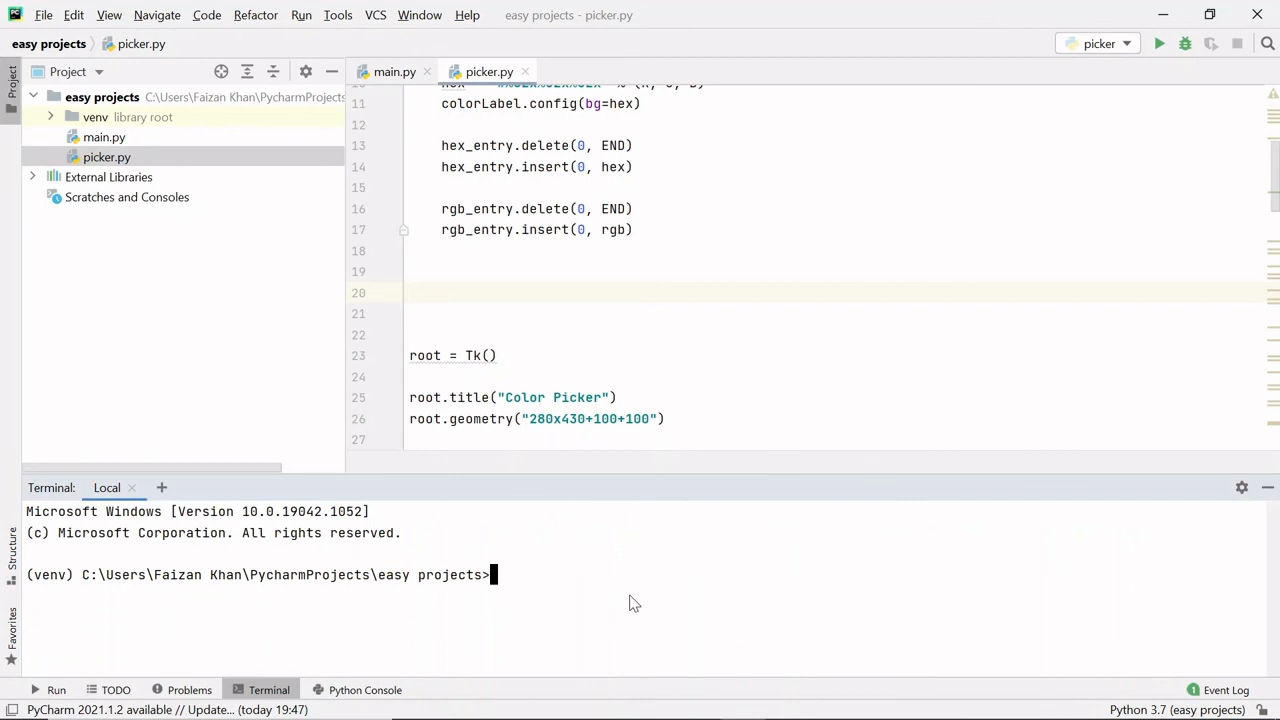 PC File Edit View Navigate Code Refactor Run Tools VCS Window Help easy projects - picker.py
easy projects picker.py picker
Project Project main.py picker.py
easy projects C:\Users\Faizan Khan\PycharmProjects
venv library root
main.py
picker.py
External Libraries
Scratches and Consoles
11 colorLabel.config(bg=hex)
12
13 hex_entry.delete(0, END)
14 hex_entry.insert(0, hex)
15
16 rgb_entry.delete(0, END)
17 rgb_entry.insert(0, rgb)
18
19
20
21
22
23 root = Tk()
24
25 root.title("Color Picker")
26 root.geometry("280x430+100+100")
27
Terminal: Local
Microsoft Windows [Version 10.0.19042.1052]
(c) Microsoft Corporation. All rights reserved.
(venv) C:\Users\Faizan Khan\PycharmProjects\easy projects>
Structure
Favorites
Run TODO Problems Terminal Python Console 1 Event Log
PyCharm 2021.1.2 available // Update... (today 19:47) Python 3.7 (easy projects)